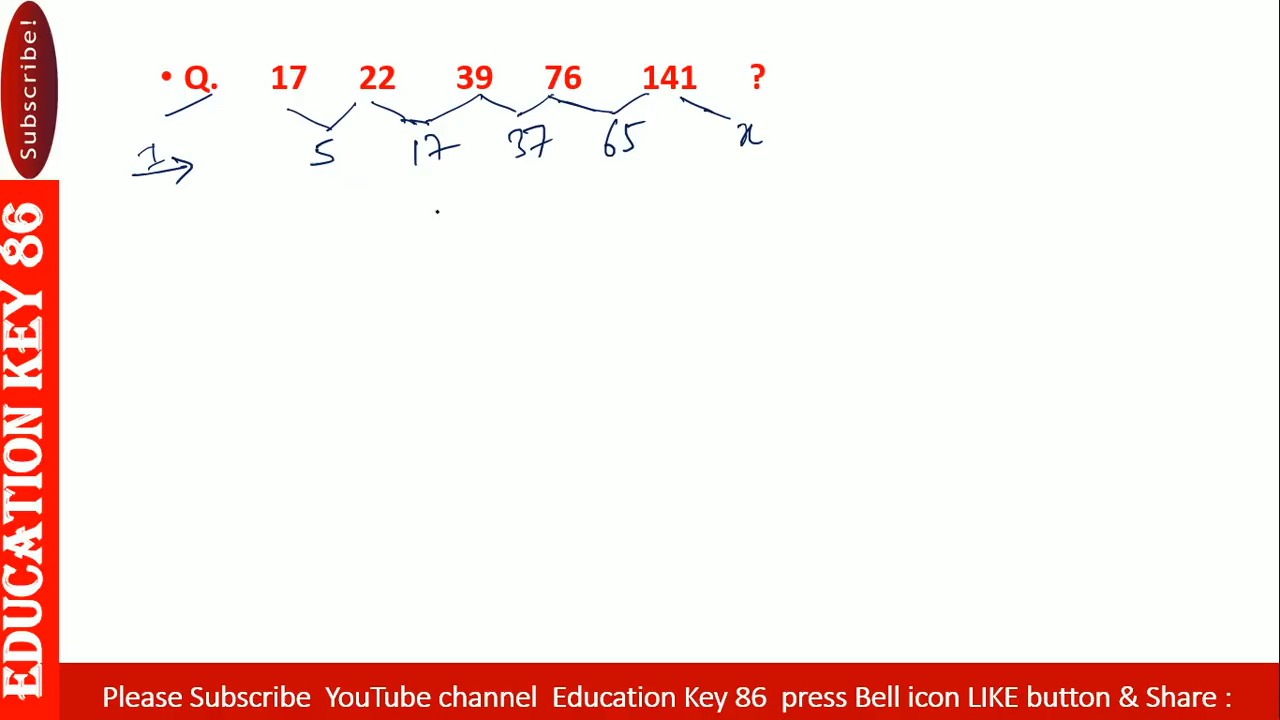 Subscribe!
EDUCATION KEY 86
• Q. 17 22 39 76 141 ?
5 17 37 65 x
Please Subscribe YouTube channel Education Key 86 press Bell icon LIKE button & Share :